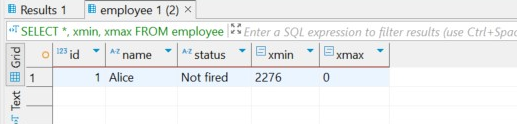 Results 1 employee 1 (2) ×
SELECT *, xmin, xmax FROM employee Enter a SQL expression to filter results (use Ctrl+Spac
Grid
123 id A-Z name A-Z status xmin xmax
1 1 Alice Not fired 2276 0
Text